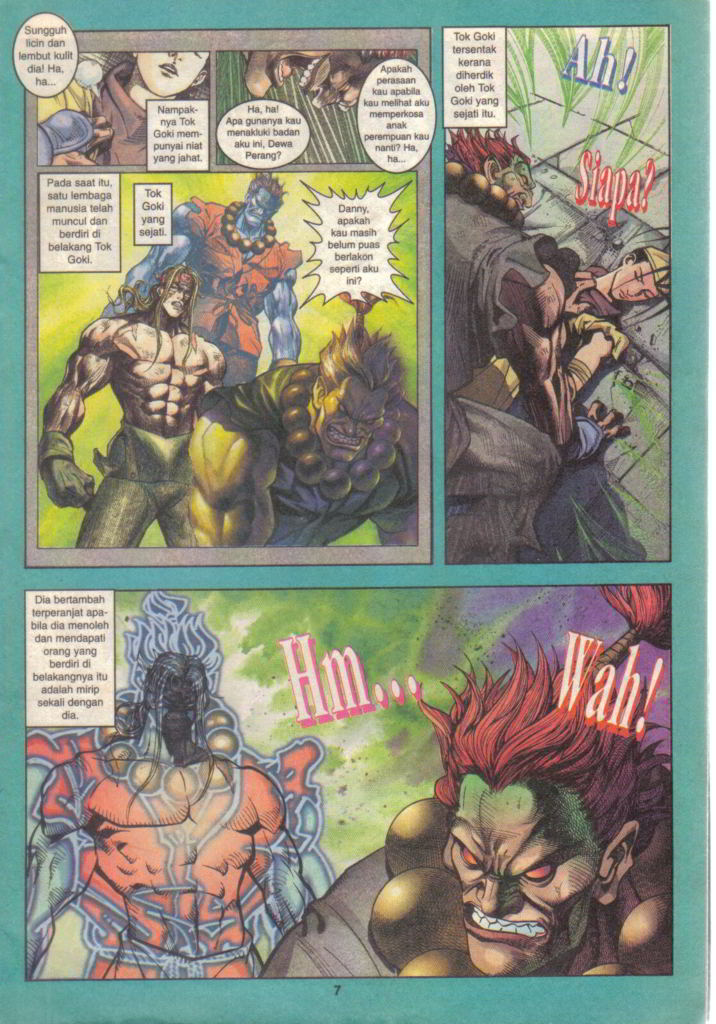 Sungguh
licin dan
lembut kulit
dia! Ha,
ha...
Nampak-
nya Tok
Goki mem-
punyai niat
yang jahat.
Ha, ha!
Apa gunanya kau
menakluki badan
aku ini, Dewa
Perang?
Apakah
perasaan
kau apabila
kau melihat aku
memperkosa
anak
perempuan kau
nanti? Ha,
ha...
Tok Goki
tersentak
kerana
diherdik
oleh Tok
Goki yang
sejati itu.
Ah!
Siapa?
Pada saat itu,
satu lembaga
manusia telah
muncul dan
berdiri di
belakang Tok
Goki.
Tok
Goki
yang
sejati.
Danny,
apakah
kau masih
belum puas
berlakon
seperti aku
ini?
Dia bertambah
terperanjat apa-
bila dia menoleh
dan mendapati
orang yang
berdiri di
belakangnya itu
adalah mirip
sekali dengan
dia.
Hm...
Wah!
7